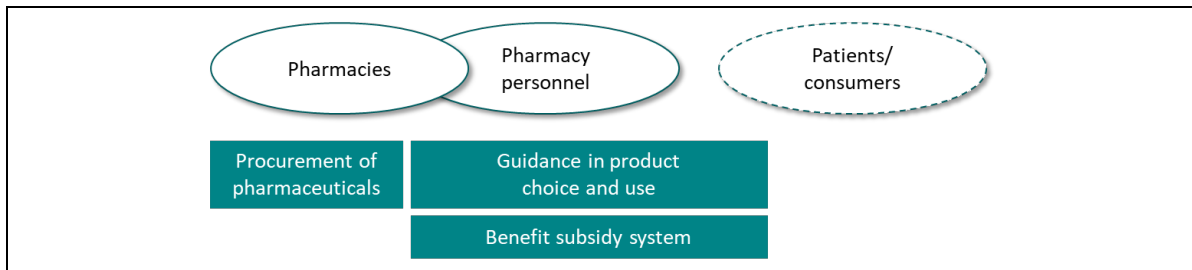 Pharmacies
Pharmacy
personnel
Patients/
consumers
Procurement of
pharmaceuticals
Guidance in product
choice and use
Benefit subsidy system